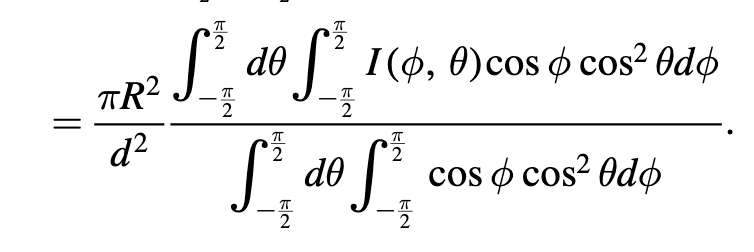 = \frac{\pi R^2}{d^2} \frac{\int_{-\frac{\pi}{2}}^{\frac{\pi}{2}} d\theta \int_{-\frac{\pi}{2}}^{\frac{\pi}{2}} I(\phi, \theta) \cos \phi \cos^2 \theta d\phi}{\int_{-\frac{\pi}{2}}^{\frac{\pi}{2}} d\theta \int_{-\frac{\pi}{2}}^{\frac{\pi}{2}} \cos \phi \cos^2 \theta d\phi}.